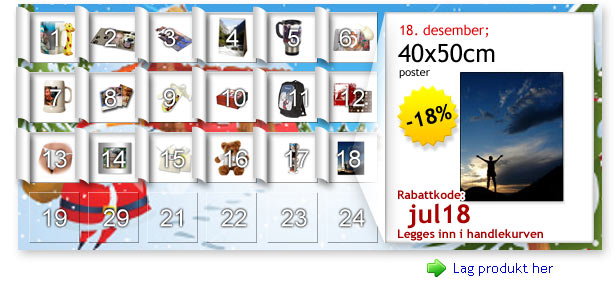 1 2 3 4 5 6
7 8 9 10 11 12
13 14 15 16 17 18
19 29 21 22 23 24
18. desember;
40x50cm
poster
-18%
Rabattkode:
jul18
Legges inn i handlekurven
Lag produkt her